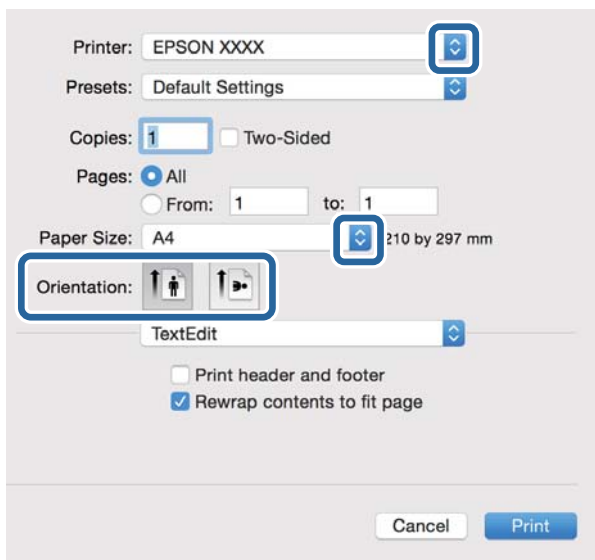 Printer: EPSON XXXX
Presets: Default Settings
Copies: 1 Two-Sided
Pages: All
From: 1 to: 1
Paper Size: A4 210 by 297 mm
Orientation:
TextEdit
Print header and footer
Rewrap contents to fit page
Cancel Print